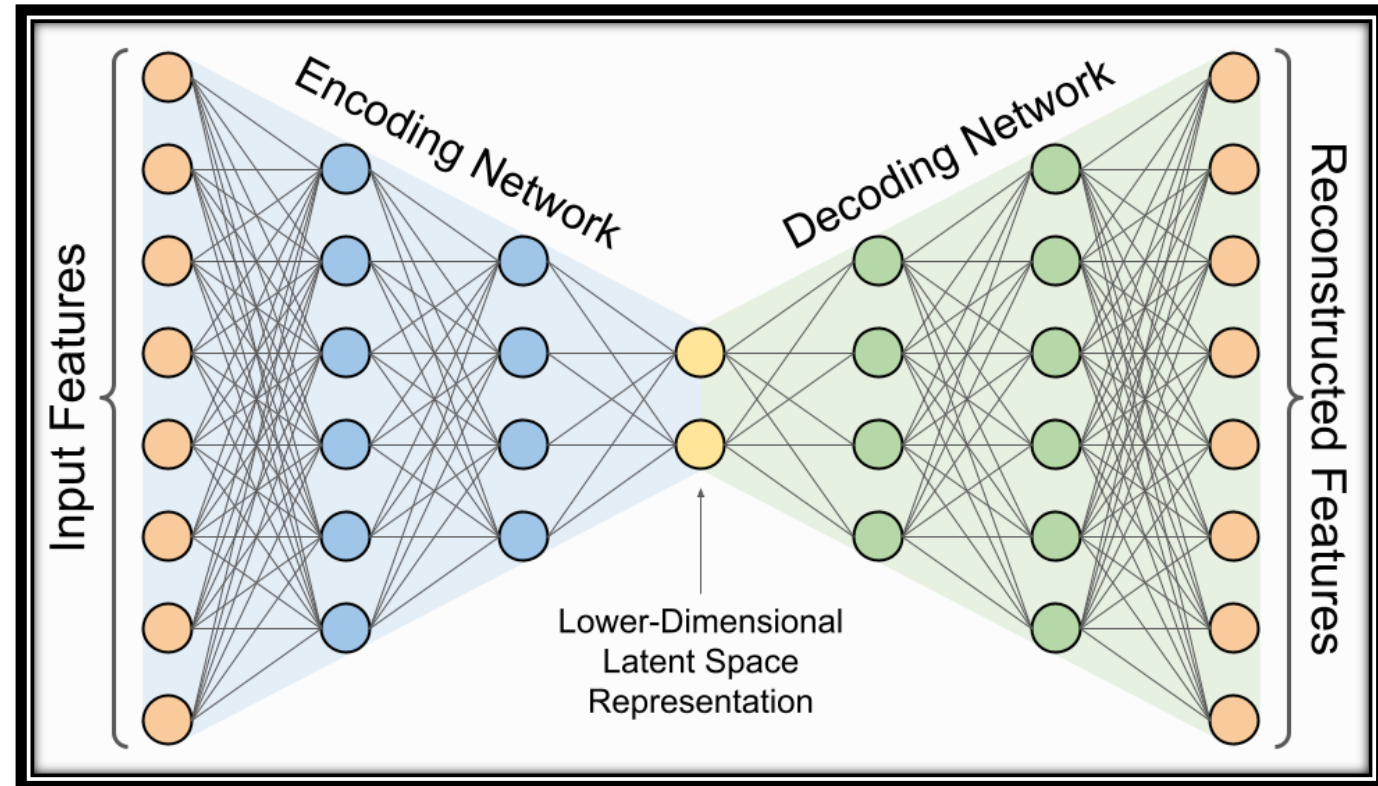 Input Features
Encoding Network
Lower-Dimensional
Latent Space
Representation
Decoding Network
Reconstructed Features